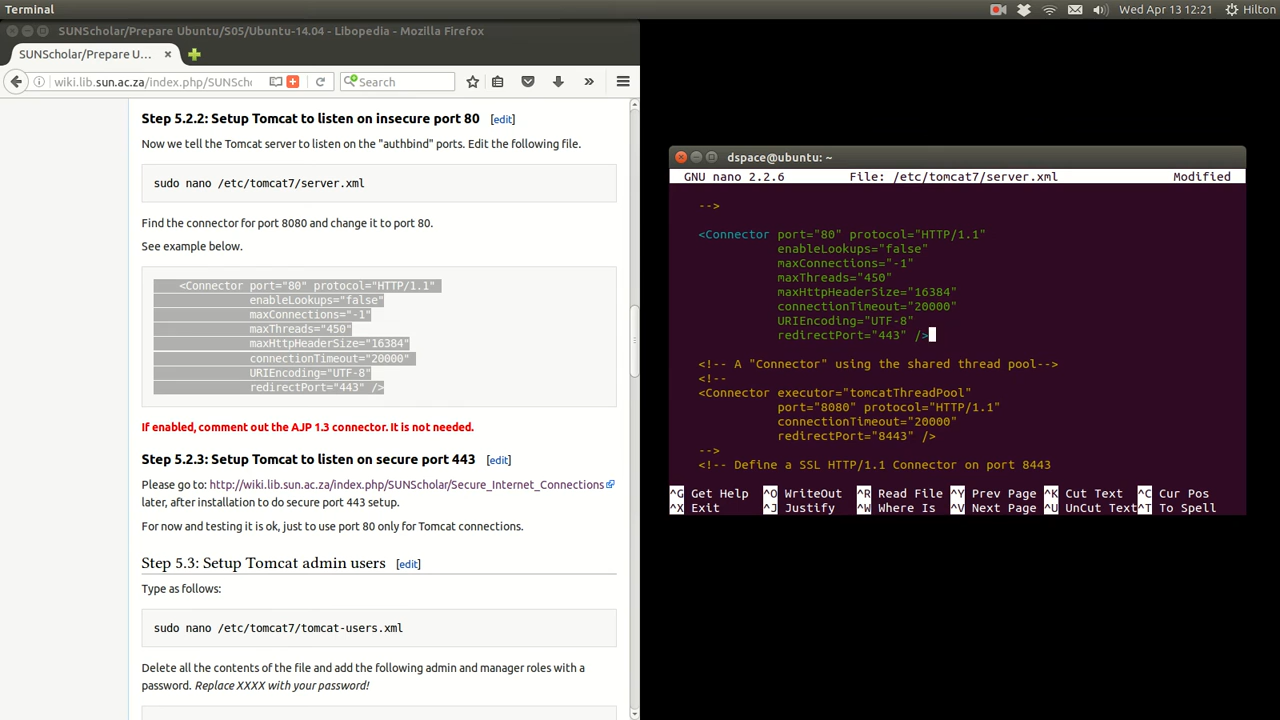 Terminal
Wed Apr 13 12:21 Hilton
SUNScholar/Prepare Ubuntu/S05/Ubuntu-14.04 - Libopedia - Mozilla Firefox
SUNScholar/Prepare U...
wiki.lib.sun.ac.za/index.php/SUNSch
Search
Step 5.2.2: Setup Tomcat to listen on insecure port 80 [edit]
Now we tell the Tomcat server to listen on the "authbind" ports. Edit the following file.
sudo nano /etc/tomcat7/server.xml
Find the connector for port 8080 and change it to port 80.
See example below.
<Connector port="80" protocol="HTTP/1.1"
enableLookups="false"
maxConnections="-1"
maxThreads="450"
maxHttpHeaderSize="16384"
connectionTimeout="20000"
URIEncoding="UTF-8"
redirectPort="443" />
If enabled, comment out the AJP 1.3 connector. It is not needed.
Step 5.2.3: Setup Tomcat to listen on secure port 443 [edit]
Please go to: http://wiki.lib.sun.ac.za/index.php/SUNScholar/Secure_Internet_Connections
later, after installation to do secure port 443 setup.
For now and testing it is ok, just to use port 80 only for Tomcat connections.
Step 5.3: Setup Tomcat admin users [edit]
Type as follows:
sudo nano /etc/tomcat7/tomcat-users.xml
Delete all the contents of the file and add the following admin and manager roles with a
password. Replace XXXX with your password!
dspace@ubuntu: ~
GNU nano 2.2.6 File: /etc/tomcat7/server.xml Modified
-->
<Connector port="80" protocol="HTTP/1.1"
enableLookups="false"
maxConnections="-1"
maxThreads="450"
maxHttpHeaderSize="16384"
connectionTimeout="20000"
URIEncoding="UTF-8"
redirectPort="443" />
<!-- A "Connector" using the shared thread pool-->
<!--
<Connector executor="tomcatThreadPool"
port="8080" protocol="HTTP/1.1"
connectionTimeout="20000"
redirectPort="8443" />
-->
<!-- Define a SSL HTTP/1.1 Connector on port 8443
^G Get Help ^O WriteOut ^R Read File ^Y Prev Page ^K Cut Text ^C Cur Pos
^X Exit ^J Justify ^W Where Is ^V Next Page ^U UnCut Text ^T To Spell